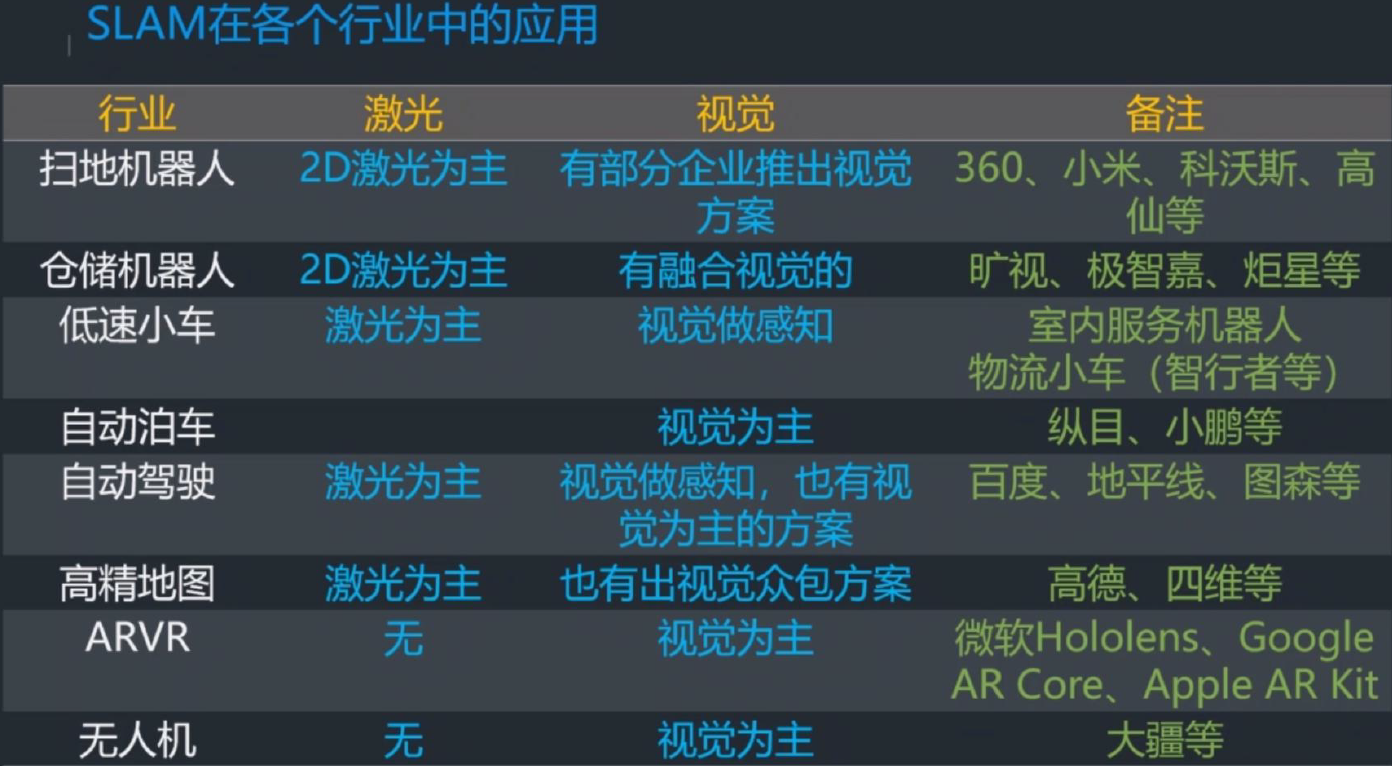 SLAM在各个行业中的应用
行业 激光 视觉 备注
扫地机器人 2D激光为主 有部分企业推出视觉 360、小米、科沃斯、高
方案 仙等
仓储机器人 2D激光为主 有融合视觉的 旷视、极智嘉、炬星等
低速小车 激光为主 视觉做感知 室内服务机器人
物流小车（智行者等）
自动泊车 视觉为主 纵目、小鹏等
自动驾驶 激光为主 视觉做感知，也有视 百度、地平线、图森等
觉为主的方案
高精地图 激光为主 也有出视觉众包方案 高德、四维等
ARVR 无 视觉为主 微软Hololens、Google
AR Core、Apple AR Kit
无人机 无 视觉为主 大疆等